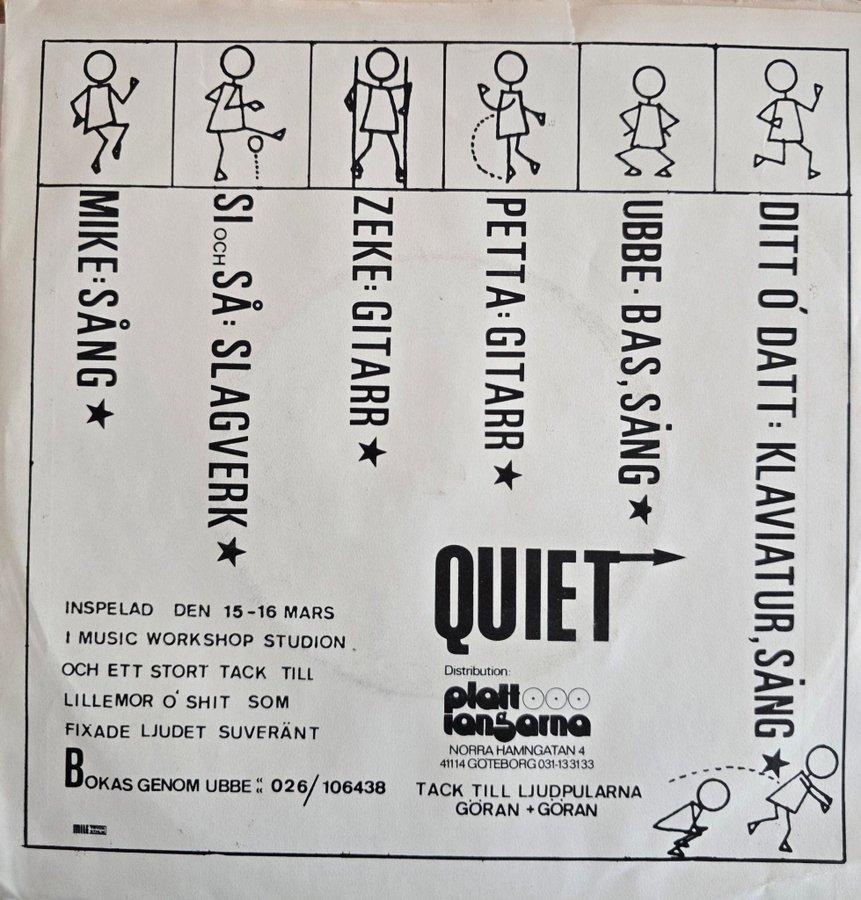 MIKE: SÅNG ★
SI OCH SÅ: SLAGVERK ★
ZEKE: GITARR ★
PETTA: GITARR ★
UBBE: BAS, SÅNG ★
DITT O' DATT: KLAVIATUR, SÅNG ★
INSPELAD DEN 15-16 MARS
I MUSIC WORKSHOP STUDION
OCH ETT STORT TACK TILL
LILLEMOR O' SHIT SOM
FIXADE LJUDET SUVERÄNT
BOKAS GENOM UBBE :: 026/106438
QUIET
Distribution:
platt
langarna
NORRA HAMNGATAN 4
41114 GÖTEBORG 031-133133
TACK TILL LJUDPULARNA
GÖRAN + GÖRAN